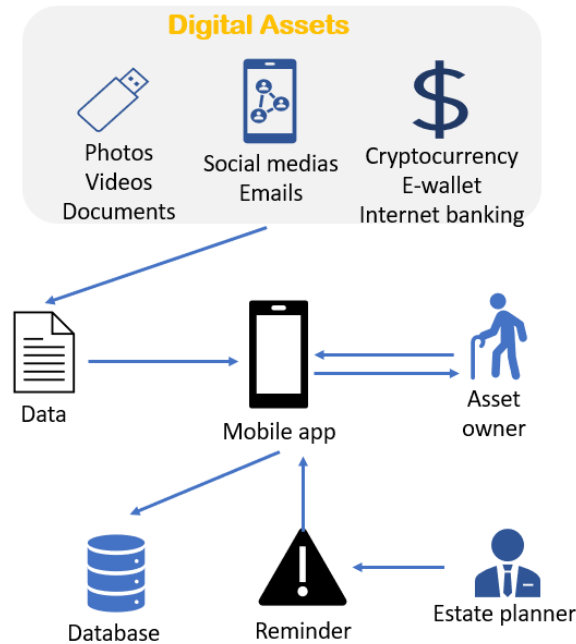 Digital Assets
Photos
Videos
Documents
Social medias
Emails
Cryptocurrency
E-wallet
Internet banking
Data
Mobile app
Asset
owner
Database
Reminder
Estate planner